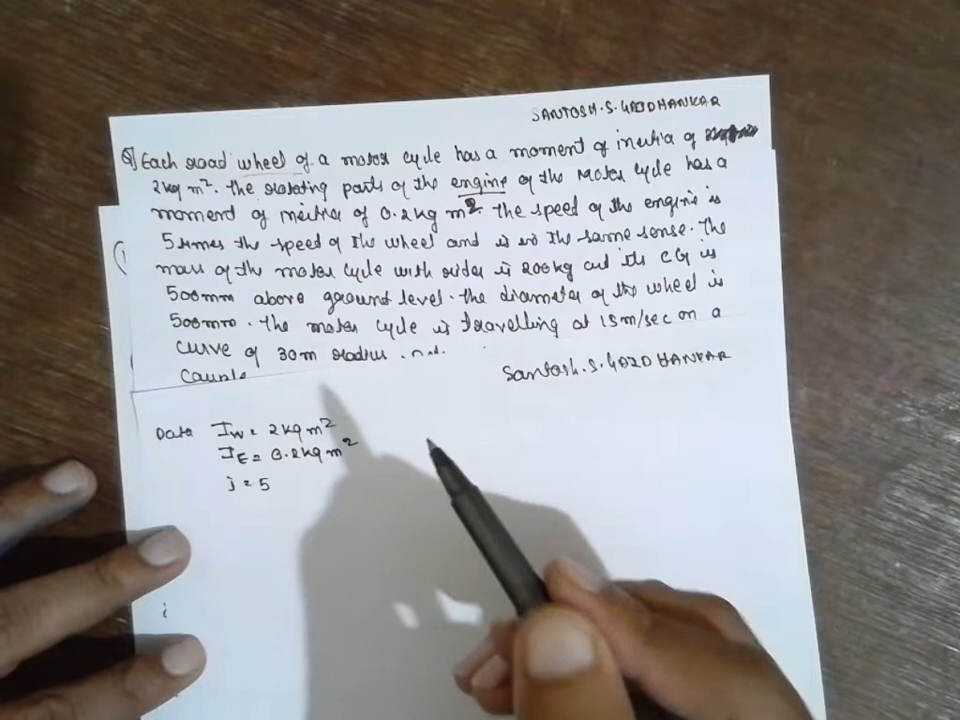 SANTOSH.S.GAJDHANKAR
Q] Each road wheel of a motor cycle has a moment of inertia of
2kg m². The rotating parts of the engine of the motor cycle has a
moment of inertia of 0.2kg m². The speed of the engine is
5 times the speed of the wheel and is in the same sense. The
mass of the motor cycle with rider is 200kg and its CG is
500mm above ground level. The diameter of the wheel is
500mm. The motor cycle is travelling at 15m/sec on a
curve of 30m radius.
Couple
Santosh.S.GAJDHANKAR
Data Iw = 2kg m²
IE = 0.2kg m²
i = 5